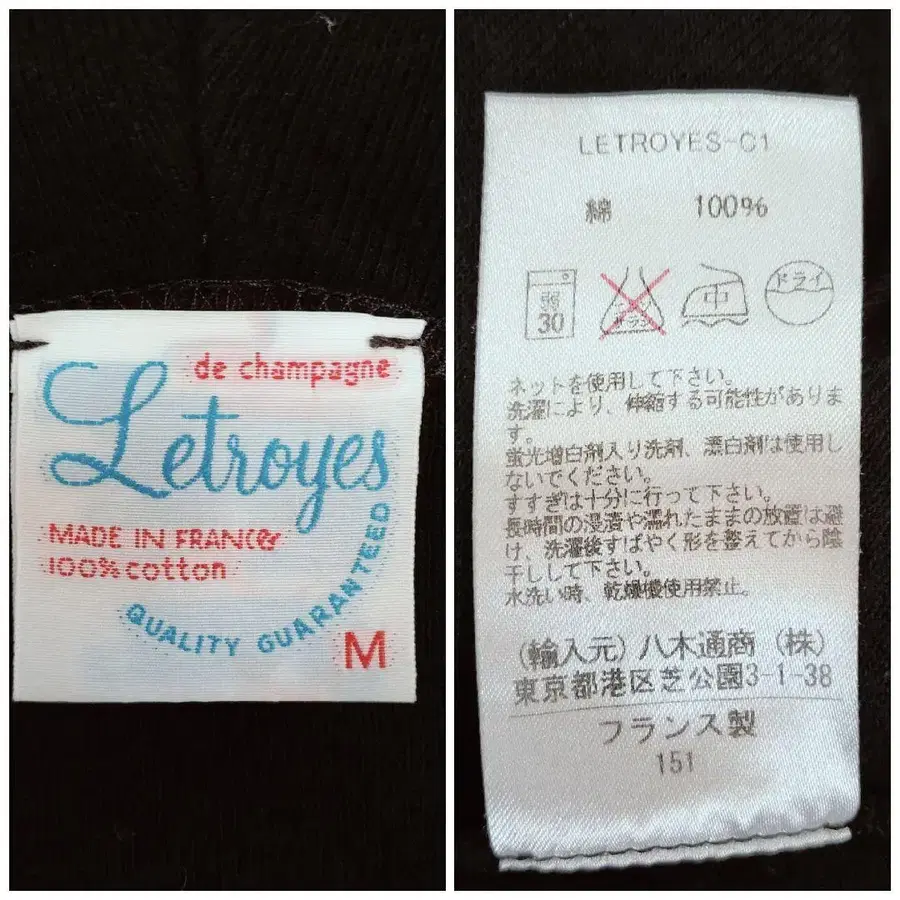 de champagne
Letroyes
MADE IN FRANCE
100% cotton
QUALITY GUARANTEED
M
LETROYES-C1
綿 100%
弱
30
中
ドライ
ネットを使用して下さい。
洗濯により、伸縮する可能性がありま
す。
蛍光増白剤入り洗剤、漂白剤は使用し
ないでください。
すすぎは十分に行って下さい。
長時間の浸漬や濡れたままの放置は避
け、洗濯後すばやく形を整えてから陰
干しして下さい。
水洗い時、乾燥機使用禁止。
(輸入元) 八木通商 (株)
東京都港区芝公園3-1-38
フランス製
151